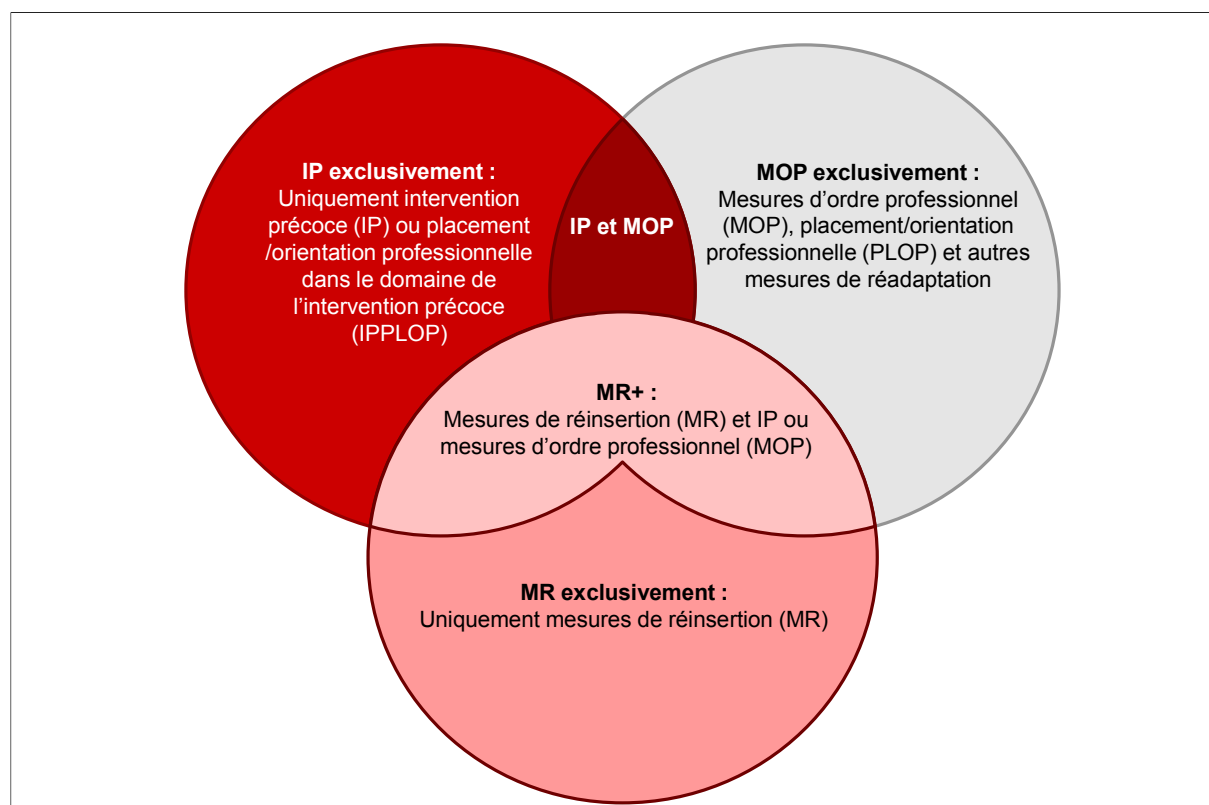 IP exclusivement :
Uniquement intervention
précoce (IP) ou placement
/orientation professionnelle
dans le domaine de
l’intervention précoce
(IPPLOP)
IP et MOP
MOP exclusivement :
Mesures d’ordre professionnel
(MOP), placement/orientation
professionnelle (PLOP) et autres
mesures de réadaptation
MR+ :
Mesures de réinsertion (MR) et IP ou
mesures d’ordre professionnel (MOP)
MR exclusivement :
Uniquement mesures de réinsertion (MR)